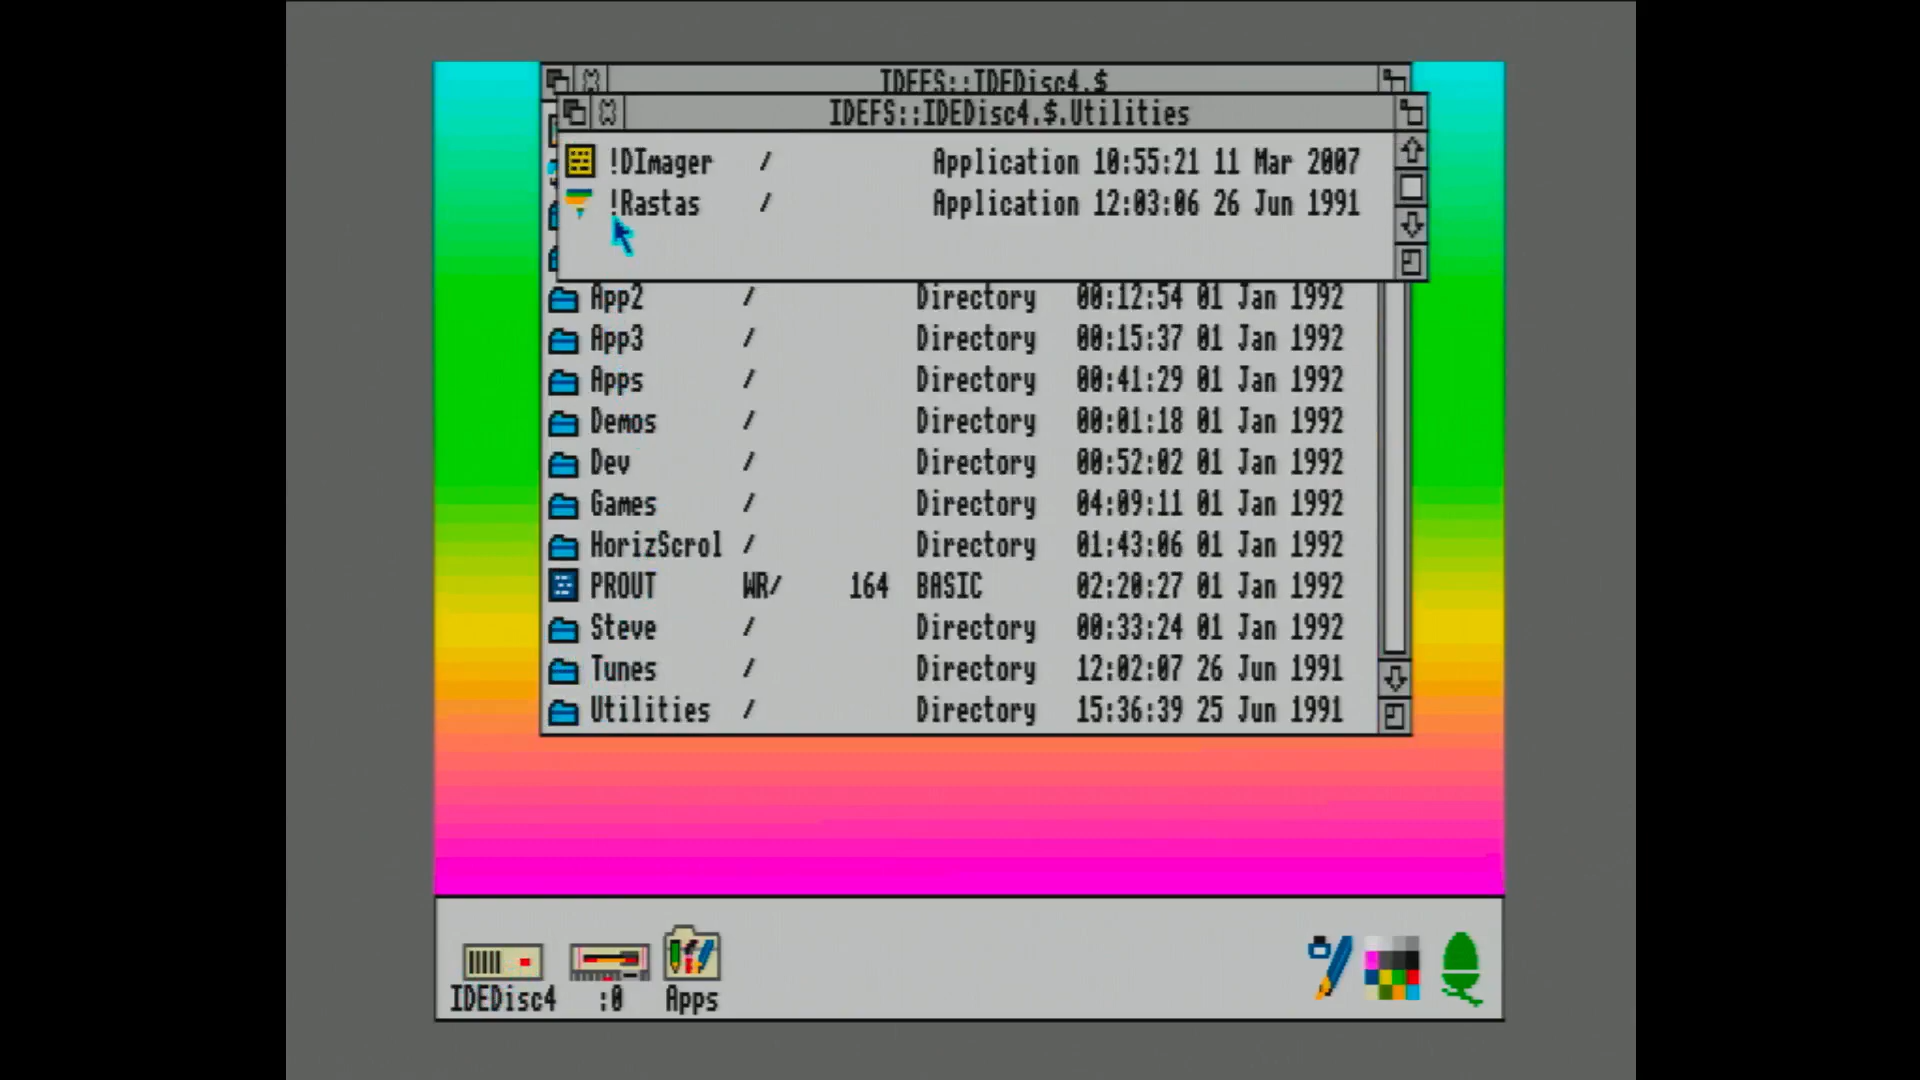 IDEFS::IDEDisc4.$
IDEFS::IDEDisc4.$.Utilities
!DImager / Application 10:55:21 11 Mar 2007
!Rastas / Application 12:03:06 26 Jun 1991
App2 / Directory 00:12:54 01 Jan 1992
App3 / Directory 00:15:37 01 Jan 1992
Apps / Directory 00:41:29 01 Jan 1992
Demos / Directory 00:01:18 01 Jan 1992
Dev / Directory 00:52:02 01 Jan 1992
Games / Directory 04:09:11 01 Jan 1992
HorizScrol / Directory 01:43:06 01 Jan 1992
PROUT WR/ 164 BASIC 02:20:27 01 Jan 1992
Steve / Directory 00:33:24 01 Jan 1992
Tunes / Directory 12:02:07 26 Jun 1991
Utilities / Directory 15:36:39 25 Jun 1991
IDEDisc4 :0 Apps